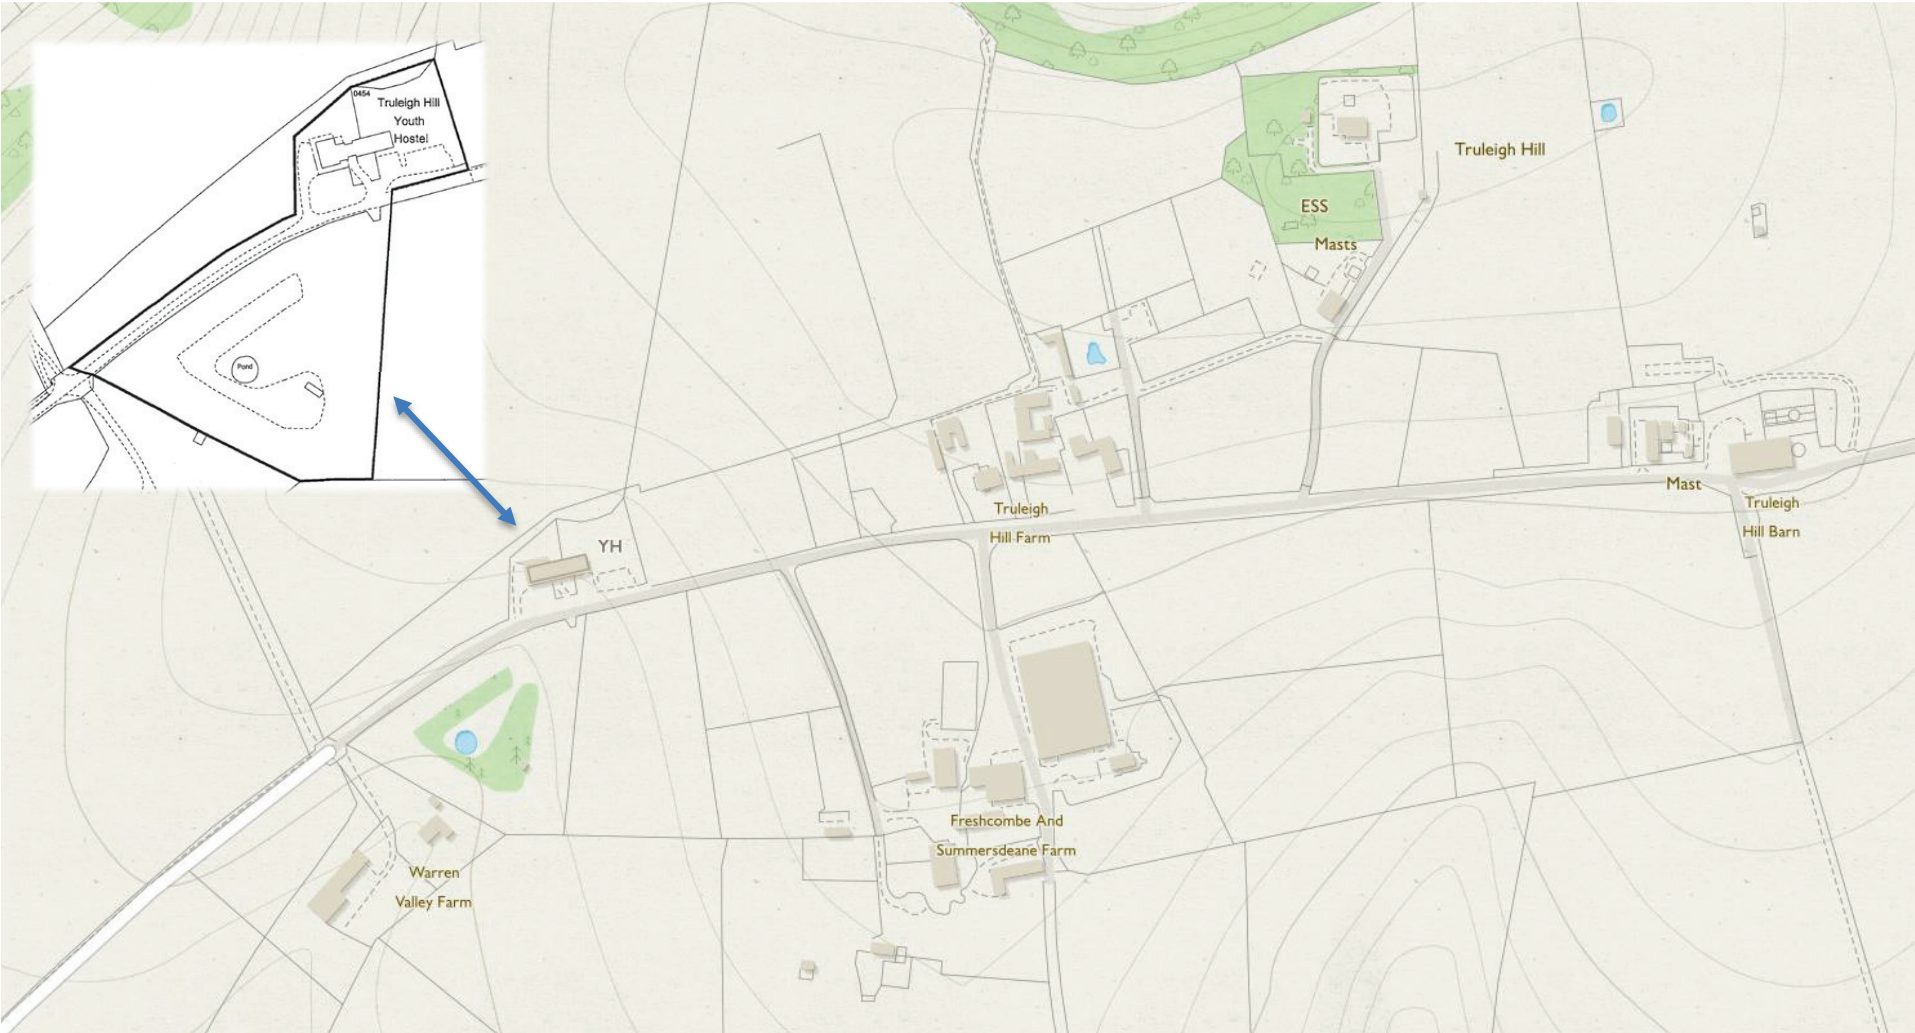 0454
Truleigh Hill
Youth
Hostel
Pond
Truleigh Hill
ESS
Masts
Mast
Truleigh
Hill Barn
Truleigh
Hill Farm
YH
Freshcombe And
Summersdeane Farm
Warren
Valley Farm